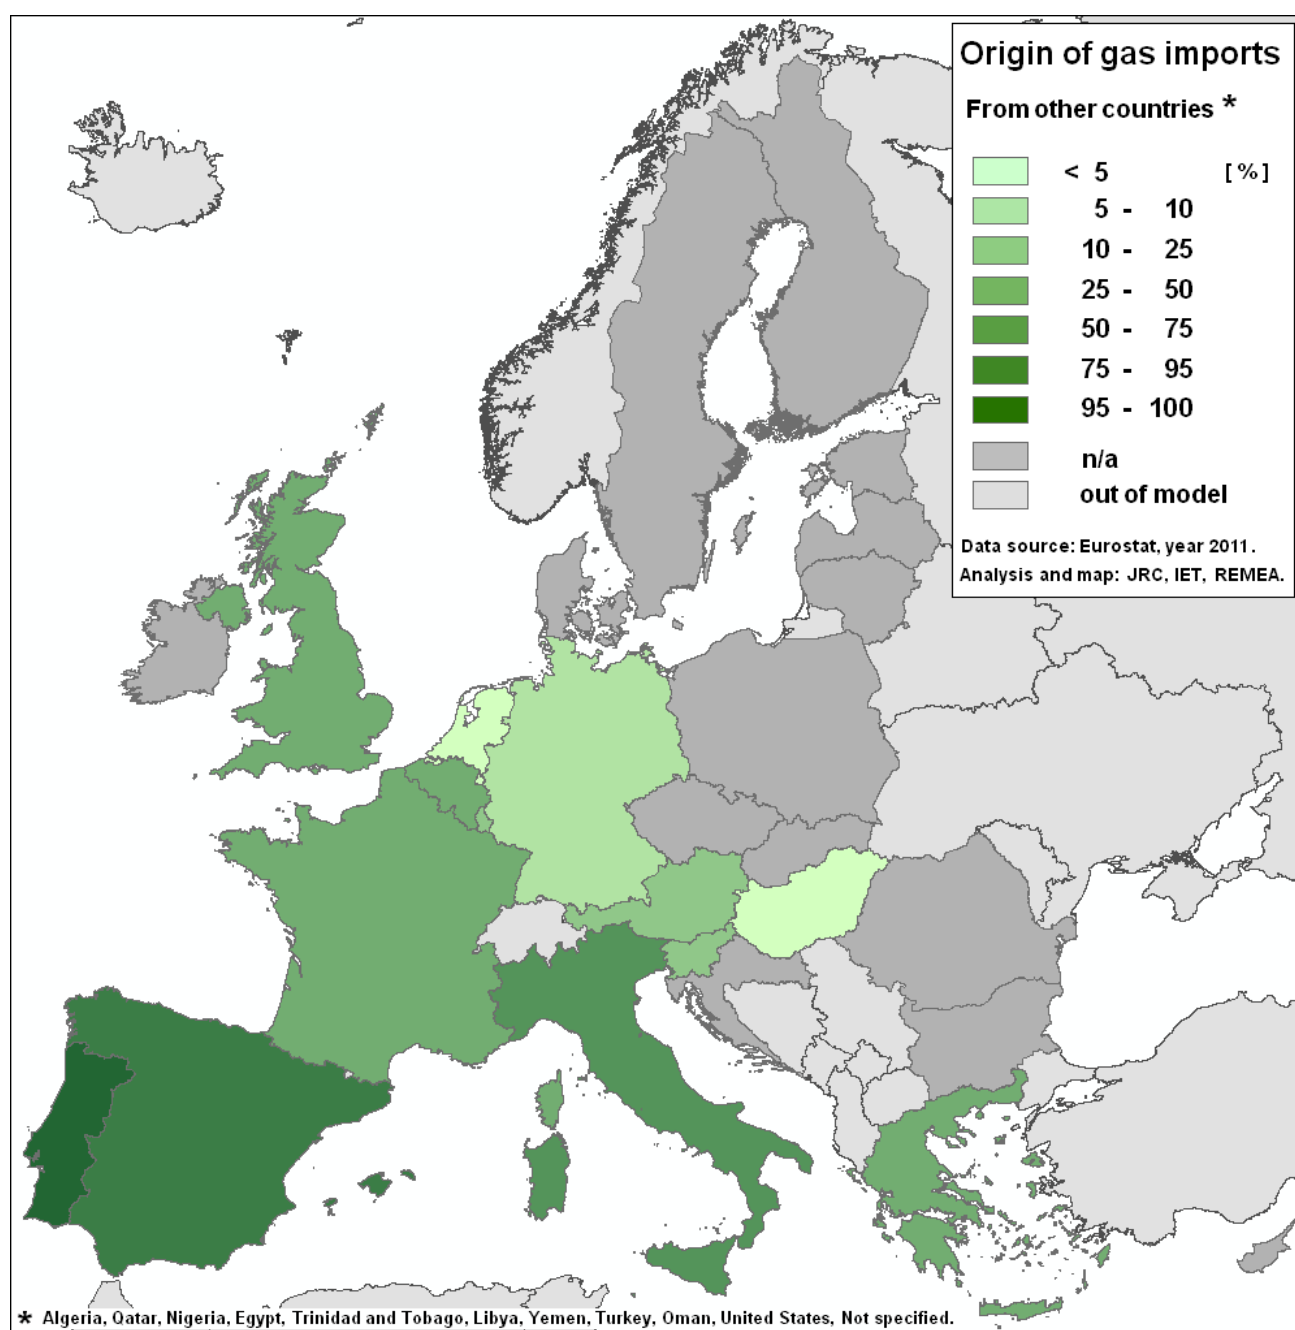 Origin of gas imports
From other countries *
< 5 [ % ]
5 - 10
10 - 25
25 - 50
50 - 75
75 - 95
95 - 100
n/a
out of model
Data source: Eurostat, year 2011.
Analysis and map: JRC, IET, REMEA.
* Algeria, Qatar, Nigeria, Egypt, Trinidad and Tobago, Libya, Yemen, Turkey, Oman, United States, Not specified.